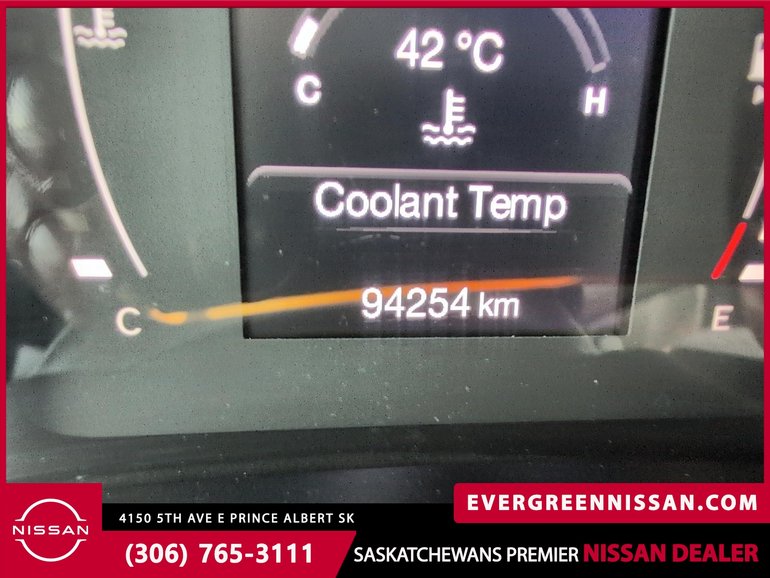 42 °C
C H
Coolant Temp
94254 km
C E
NISSAN
4150 5TH AVE E PRINCE ALBERT SK
(306) 765-3111
EVERGREENNISSAN.COM
SASKATCHEWANS PREMIER NISSAN DEALER